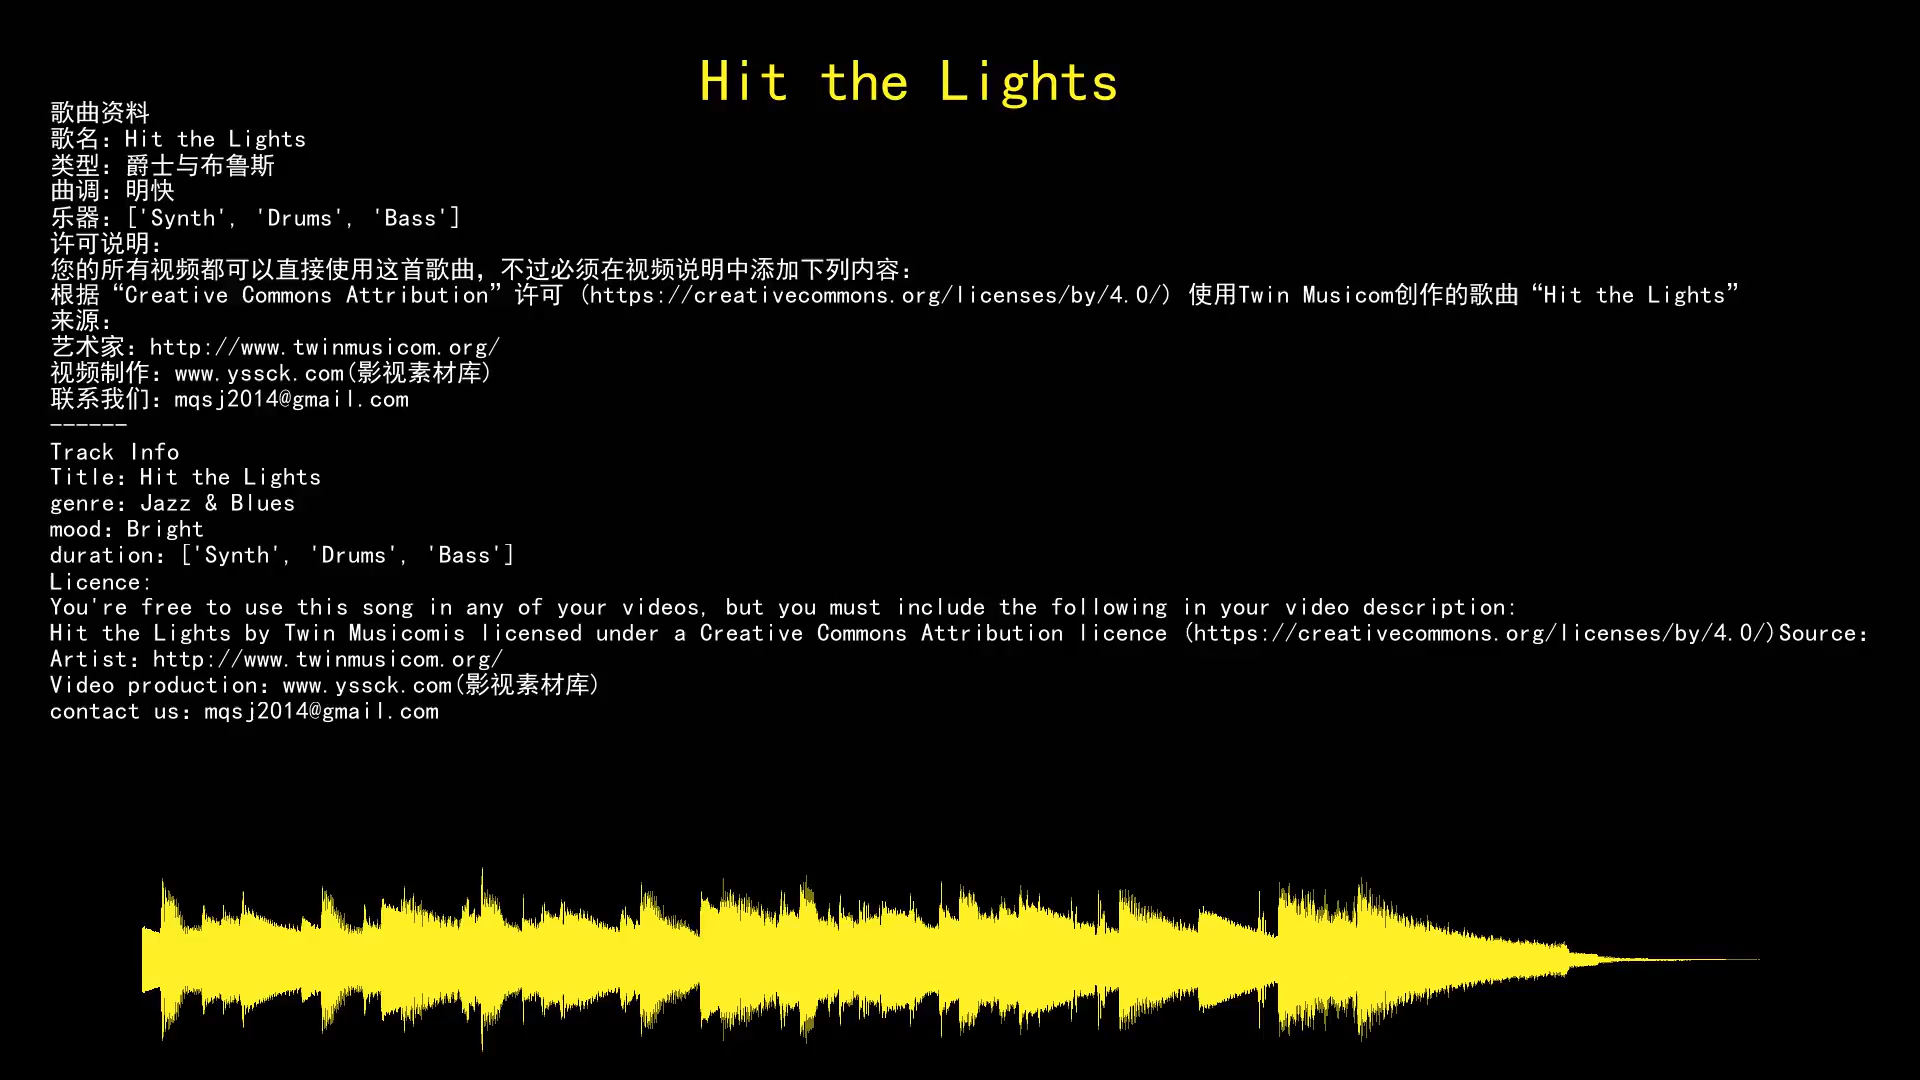 Hit the Lights
歌曲资料
歌名：Hit the Lights
类型：爵士与布鲁斯
曲调：明快
乐器：['Synth', 'Drums', 'Bass']
许可说明：
您的所有视频都可以直接使用这首歌曲，不过必须在视频说明中添加下列内容：
根据“Creative Commons Attribution”许可 (https://creativecommons.org/licenses/by/4.0/) 使用Twin Musicom创作的歌曲“Hit the Lights”
来源：
艺术家：http://www.twinmusicom.org/
视频制作：www.yssck.com(影视素材库)
联系我们：mqsj2014@gmail.com
------
Track Info
Title：Hit the Lights
genre：Jazz & Blues
mood：Bright
duration：['Synth', 'Drums', 'Bass']
Licence:
You're free to use this song in any of your videos, but you must include the following in your video description:
Hit the Lights by Twin Musicomis licensed under a Creative Commons Attribution licence (https://creativecommons.org/licenses/by/4.0/)Source：
Artist：http://www.twinmusicom.org/
Video production：www.yssck.com(影视素材库)
contact us：mqsj2014@gmail.com